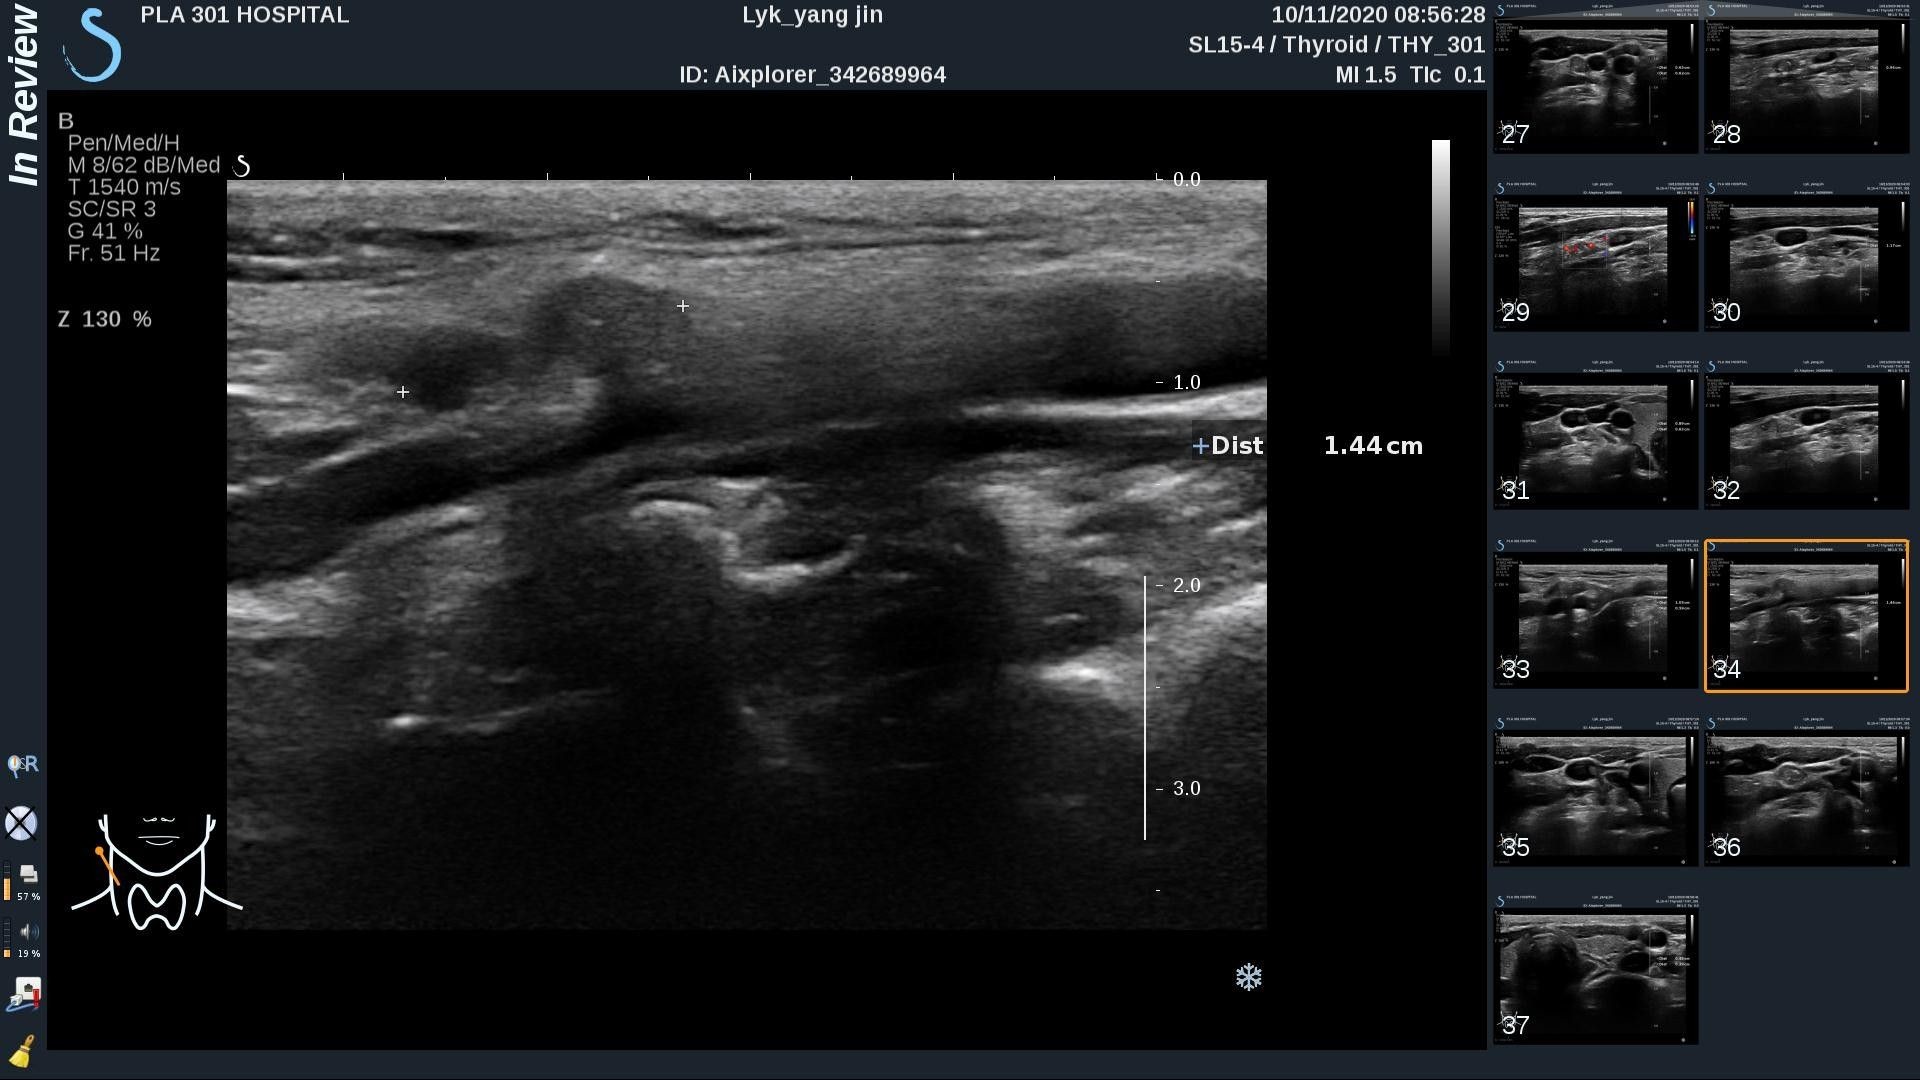 In Review
PLA 301 HOSPITAL
Lyk_yang jin
10/11/2020 08:56:28
SL15-4 / Thyroid / THY_301
ID: Aixplorer_342689964
MI 1.5 TIc 0.1
B
Pen/Med/H
M 8/62 dB/Med
T 1540 m/s
SC/SR 3
G 41 %
Fr. 51 Hz
Z 130 %
0.0
1.0
+Dist 1.44 cm
2.0
3.0
R
57 %
19 %
27
28
29
30
31
32
33
34
35
36
37